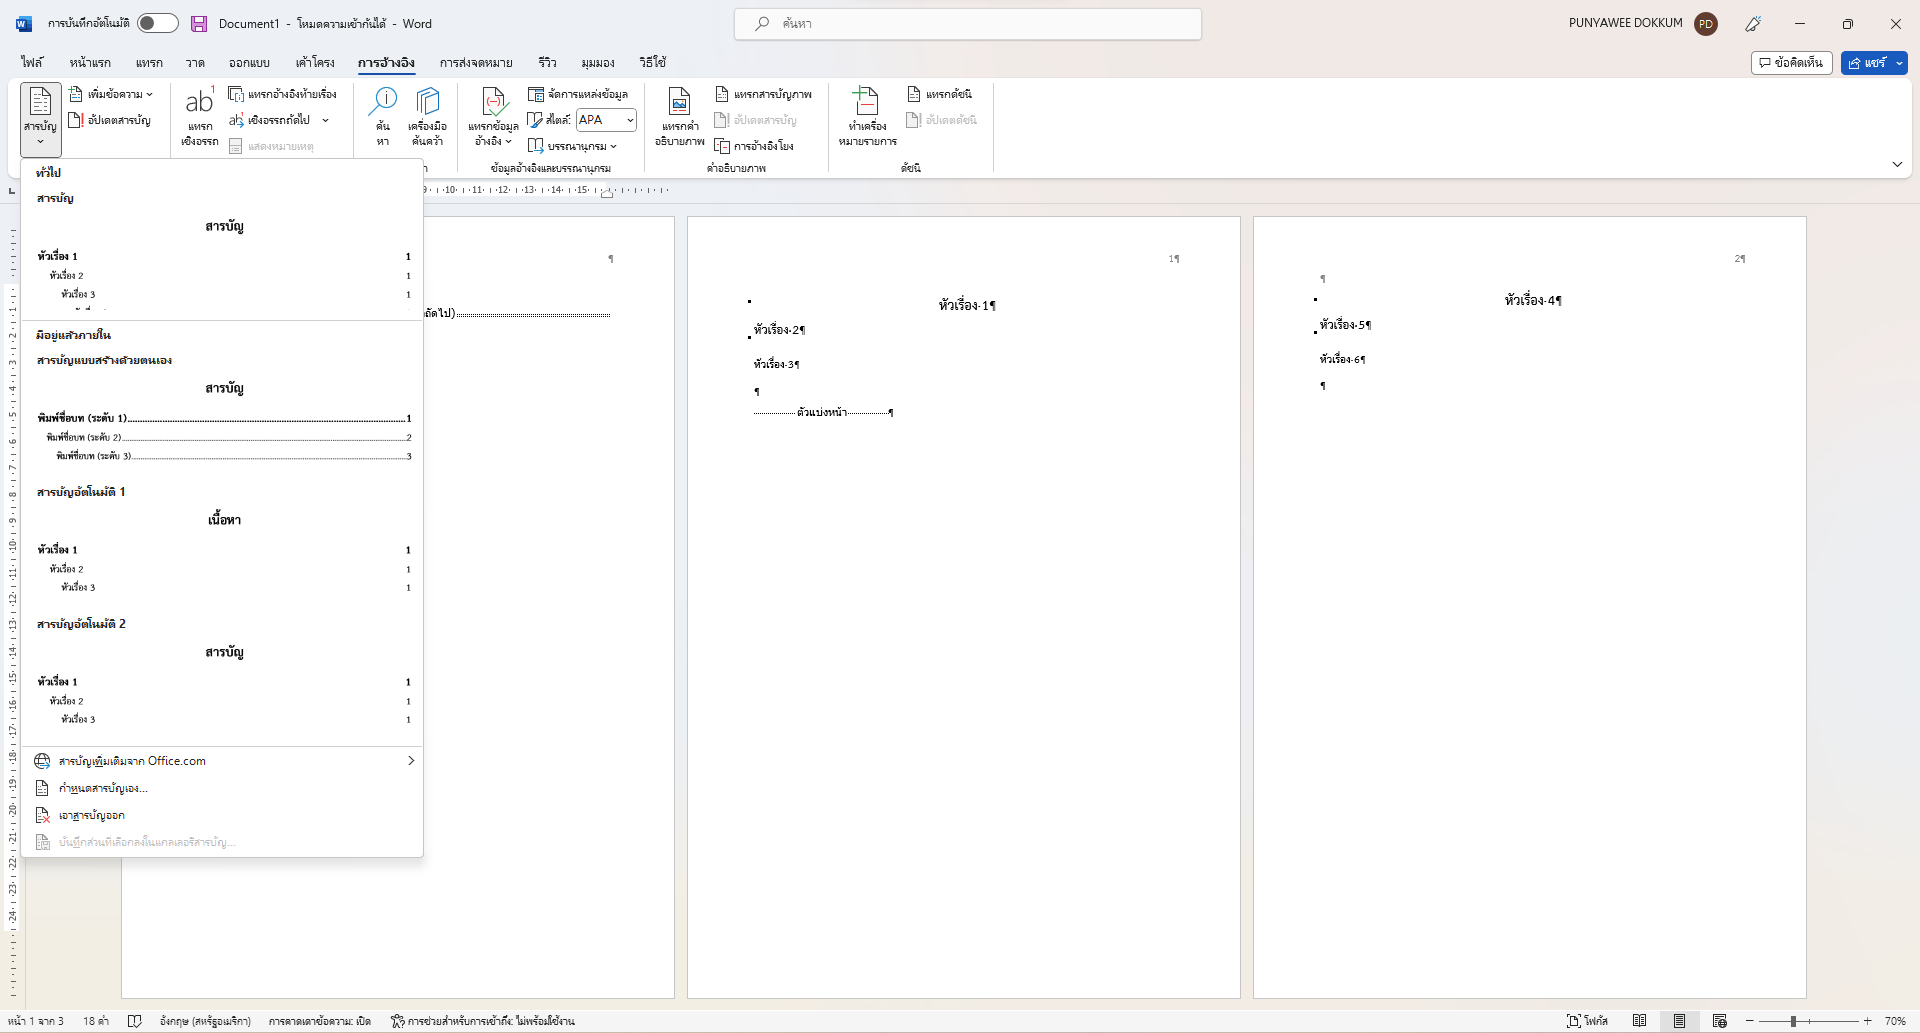 การบันทึกอัตโนมัติ Document1 - โหมดความเข้ากันได้ - Word ค้นหา PUNYAWEE DOKKUM PD
ไฟล์ หน้าแรก แทรก วาด ออกแบบ เค้าโครง การอ้างอิง การส่งจดหมาย รีวิว มุมมอง วิธีใช้ ข้อคิดเห็น แชร์
สารบัญ
เพิ่มข้อความ
อัปเดตสารบัญ
ab 1
แทรก
เชิงอรรถ
แทรกอ้างอิงท้ายเรื่อง
เชิงอรรถถัดไป
แสดงหมายเหตุ
ค้น
หา
เครื่องมือ
ค้นคว้า
แทรกข้อมูล
อ้างอิง
จัดการแหล่งข้อมูล
สไตล์: APA
บรรณานุกรม
ข้อมูลอ้างอิงและบรรณานุกรม
แทรกคำ
อธิบายภาพ
แทรกสารบัญภาพ
อัปเดตสารบัญ
การอ้างอิงโยง
คำอธิบายภาพ
ทำเครื่อง
หมายรายการ
แทรกดัชนี
อัปเดตดัชนี
ดัชนี
ทั่วไป
สารบัญ
สารบัญ
หัวเรื่อง 1 1
หัวเรื่อง 2 1
หัวเรื่อง 3 1
มีอยู่แล้วภายใน
สารบัญแบบสร้างด้วยตนเอง
สารบัญ
พิมพ์ชื่อบท (ระดับ 1)...1
พิมพ์ชื่อบท (ระดับ 2)...2
พิมพ์ชื่อบท (ระดับ 3)...3
สารบัญอัตโนมัติ 1
เนื้อหา
หัวเรื่อง 1 1
หัวเรื่อง 2 1
หัวเรื่อง 3 1
สารบัญอัตโนมัติ 2
สารบัญ
หัวเรื่อง 1 1
หัวเรื่อง 2 1
หัวเรื่อง 3 1
สารบัญเพิ่มเติมจาก Office.com
กำหนดสารบัญเอง...
เอาสารบัญออก
บันทึกส่วนที่เลือกลงในแกลเลอรีสารบัญ...
¶
ถัดไป)
1¶
หัวเรื่อง·1¶
หัวเรื่อง·2¶
หัวเรื่อง·3¶
¶
ตัวแบ่งหน้า¶
2¶
¶
หัวเรื่อง·4¶
หัวเรื่อง·5¶
หัวเรื่อง·6¶
¶
หน้า 1 จาก 3 18 คำ อังกฤษ (สหรัฐอเมริกา) การคาดเดาข้อความ: เปิด การช่วยสำหรับการเข้าถึง: ไม่พร้อมใช้งาน โฟกัส 70%